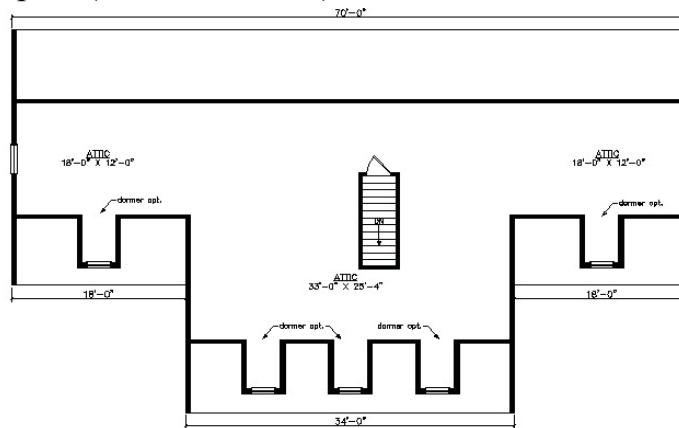 70'-0"
ATTIC
18'-0" X 12'-0"
ATTIC
18'-0" X 12'-0"
dormer opt.
dormer opt.
DN
ATTIC
33'-0" X 25'-4"
18'-0"
18'-0"
dormer opt.
dormer opt.
34'-0"